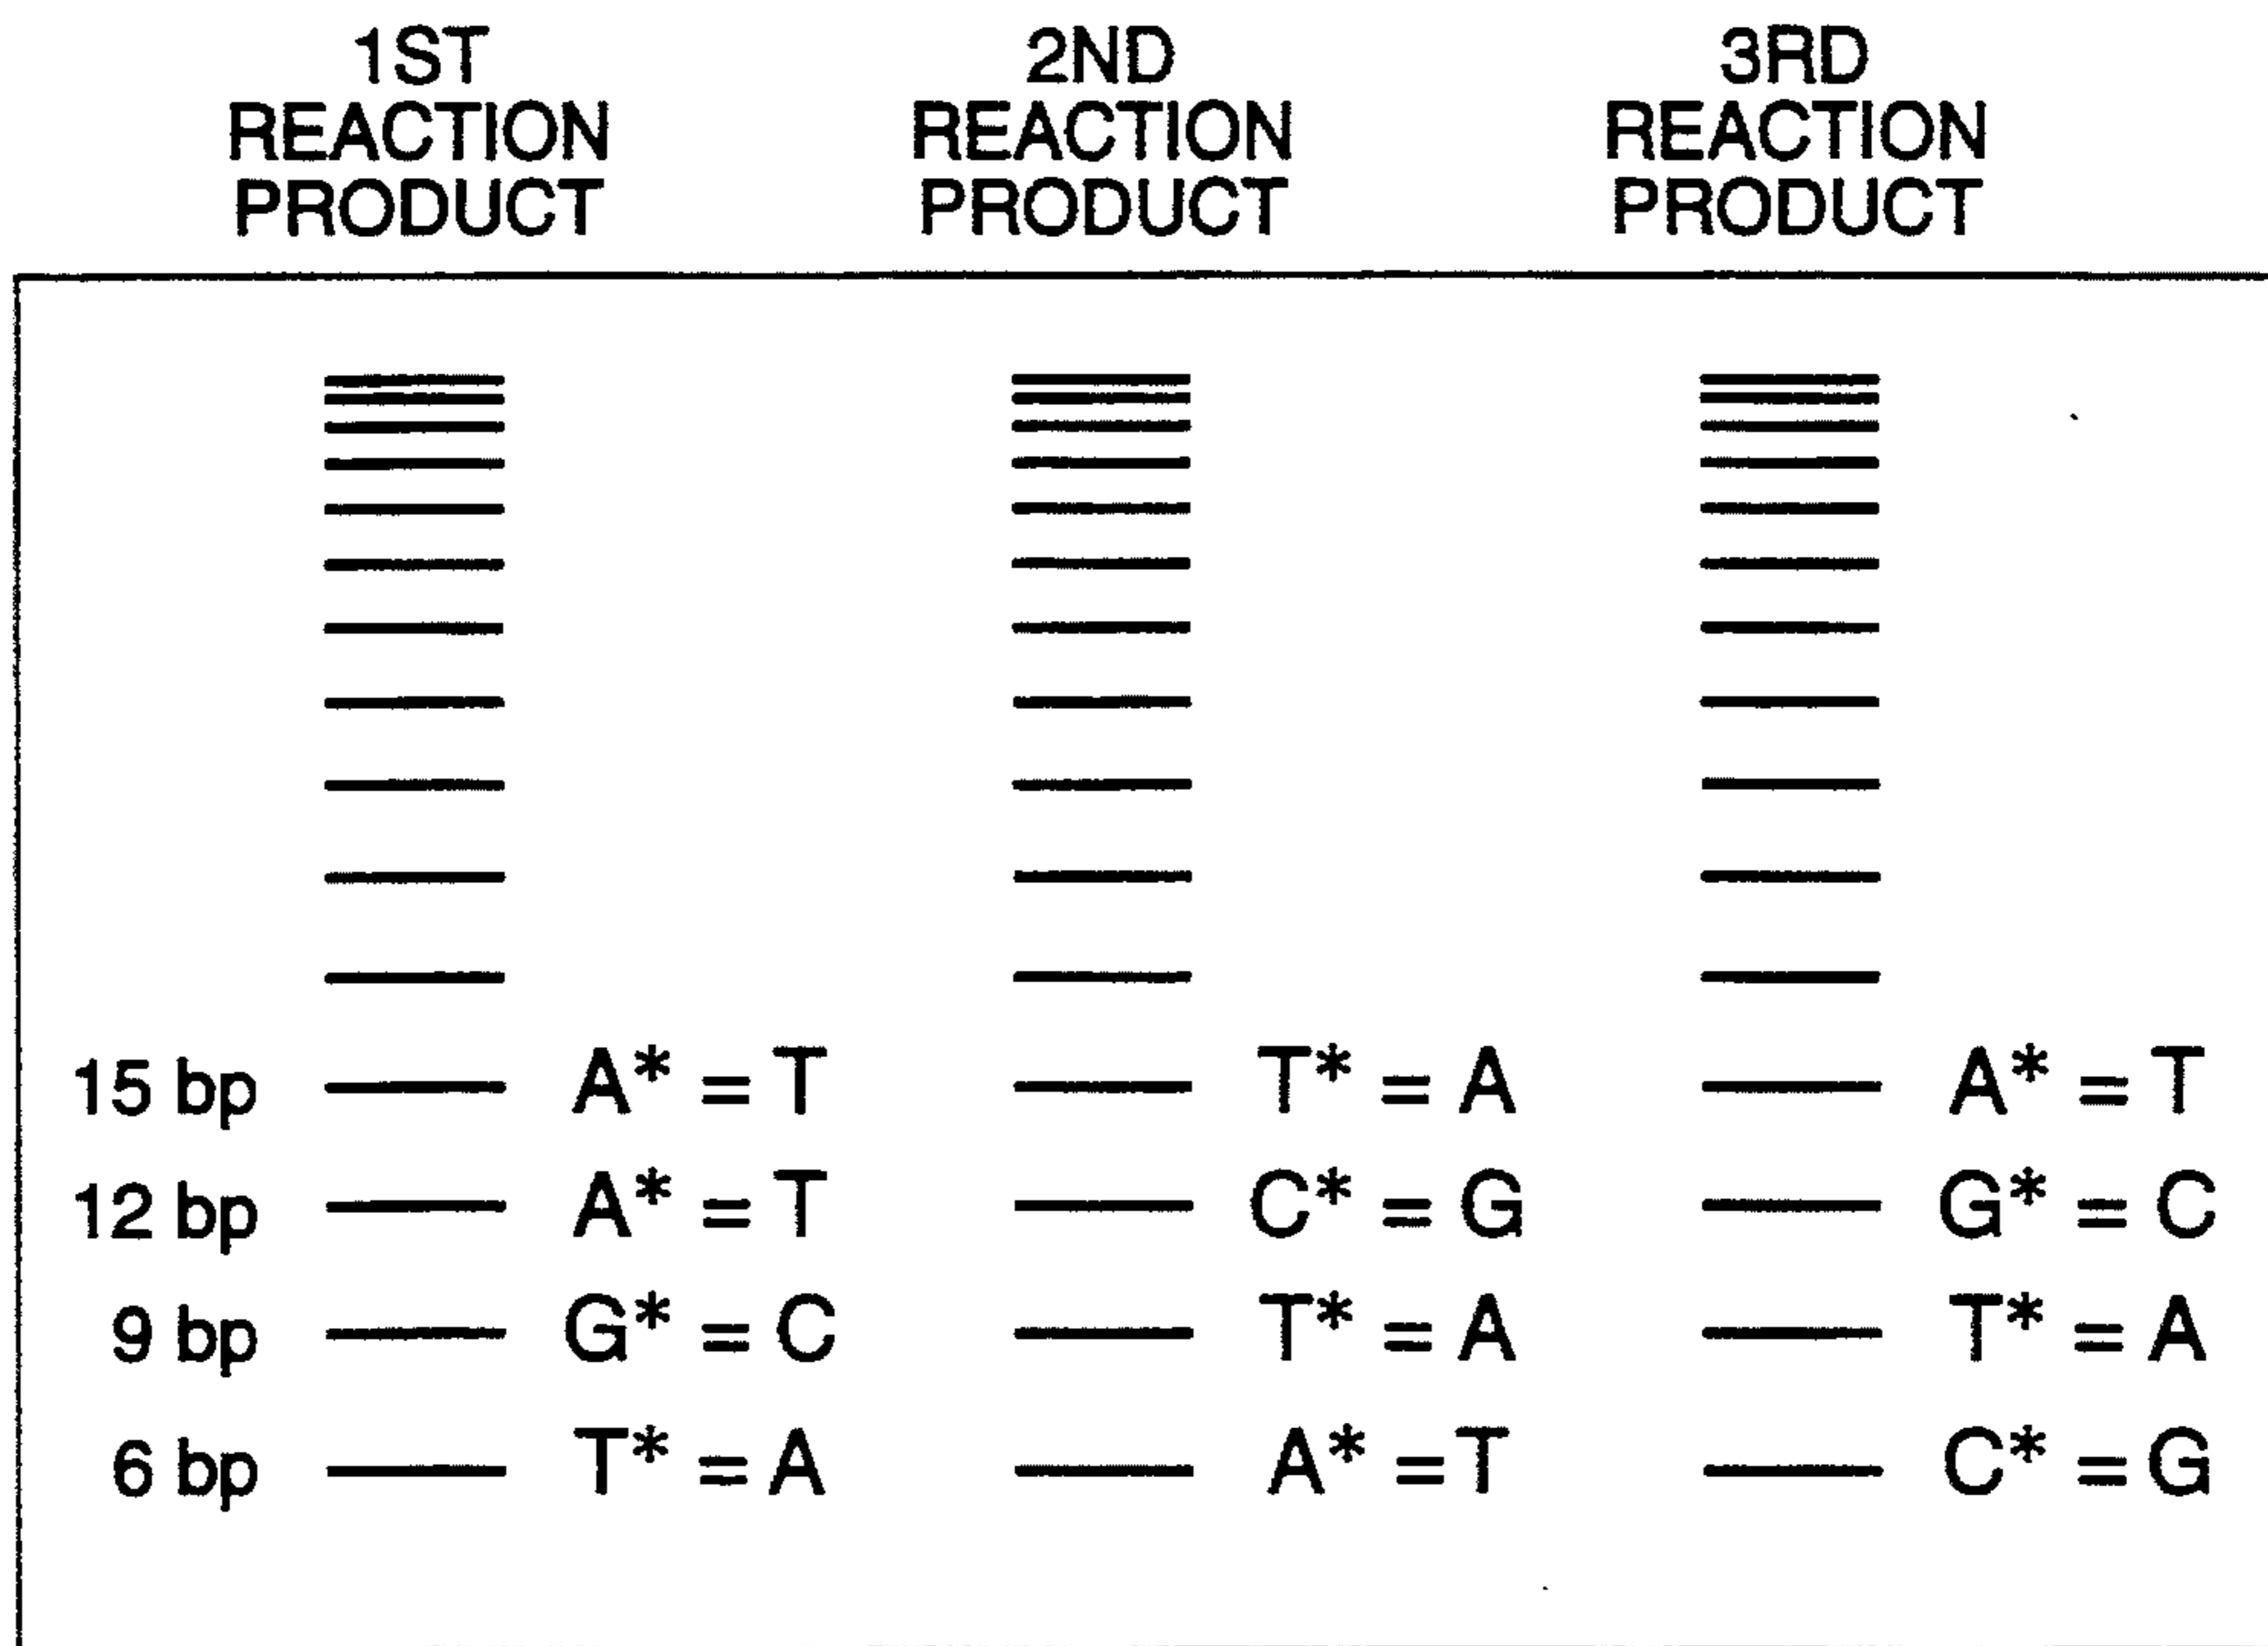 1ST
REACTION
PRODUCT
2ND
REACTION
PRODUCT
3RD
REACTION
PRODUCT
15 bp A* = T T* = A A* = T
12 bp A* = T C* = G G* = C
9 bp G* = C T* = A T* = A
6 bp T* = A A* = T C* = G